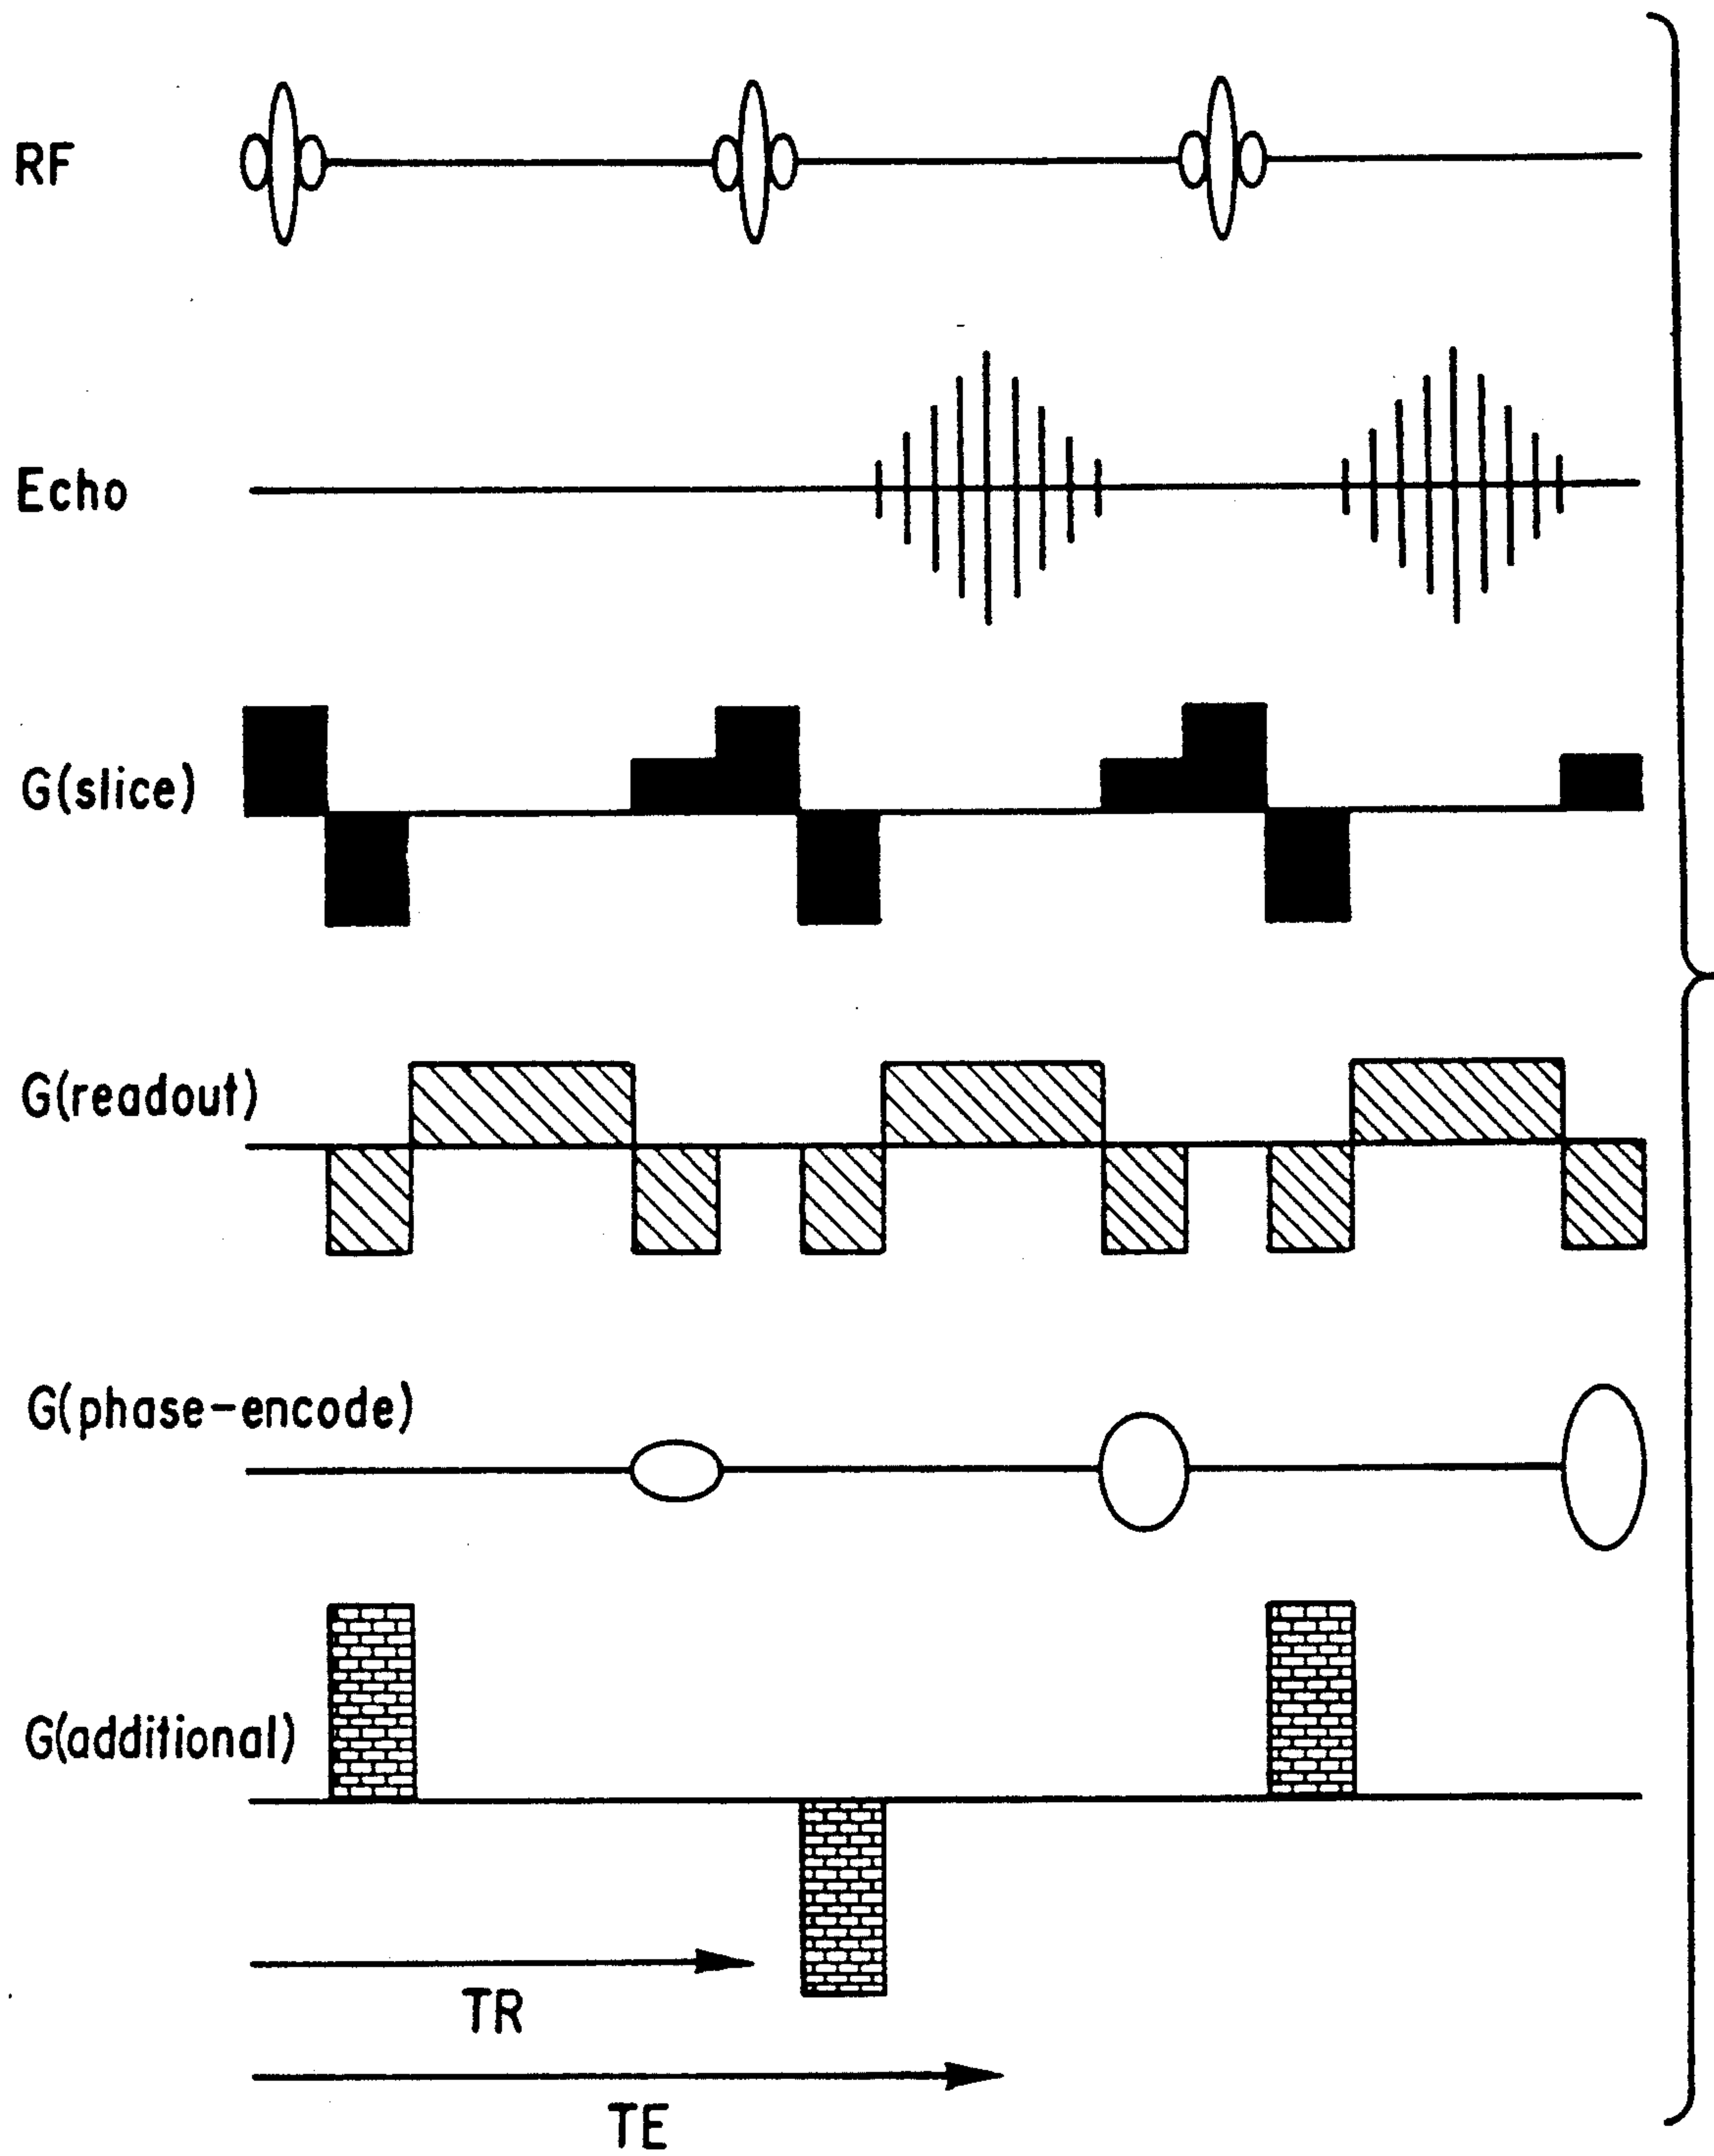 RF
Echo
G(slice)
G(readout)
G(phase-encode)
G(additional)
TR
TE